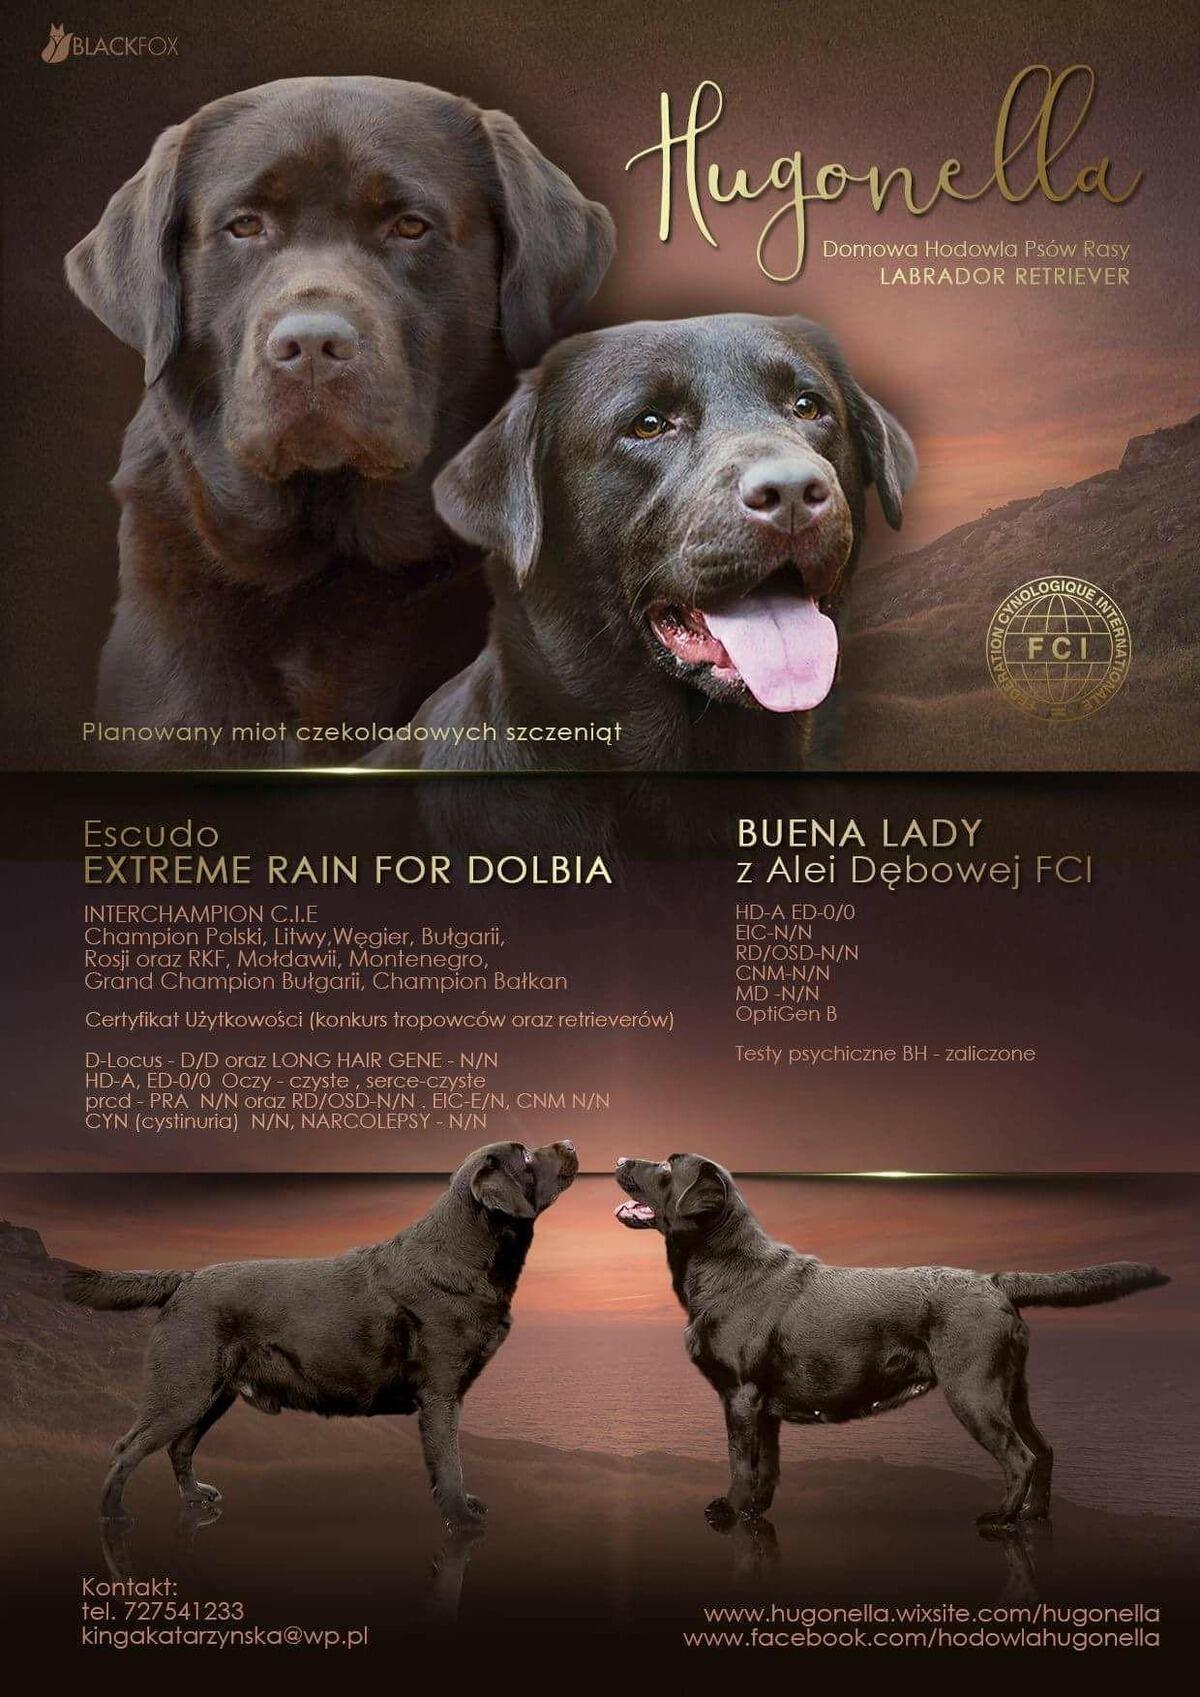 BLACKFOX
Hugonella
Domowa Hodowla Psów Rasy
LABRADOR RETRIEVER
FEDERATION CYNOLOGIQUE INTERNATIONALE
FCI
Planowany miot czekoladowych szczeniąt
Escudo
EXTREME RAIN FOR DOLBIA
INTERCHAMPION C.I.E
Champion Polski, Litwy,Węgier, Bułgarii,
Rosji oraz RKF, Mołdawii, Montenegro,
Grand Champion Bułgarii, Champion Bałkan
Certyfikat Użytkowości (konkurs tropowców oraz retrieverów)
D-Locus - D/D oraz LONG HAIR GENE - N/N
HD-A, ED-0/0 Oczy - czyste , serce-czyste
prcd - PRA N/N oraz RD/OSD-N/N . EIC-E/N, CNM N/N
CYN (cystinuria) N/N, NARCOLEPSY - N/N
BUENA LADY
z Alei Dębowej FCI
HD-A ED-0/0
EIC-N/N
RD/OSD-N/N
CNM-N/N
MD -N/N
OptiGen B
Testy psychiczne BH - zaliczone
Kontakt:
tel. 727541233
kingakatarzynska@wp.pl
www.hugonella.wixsite.com/hugonella
www.facebook.com/hodowlahugonella